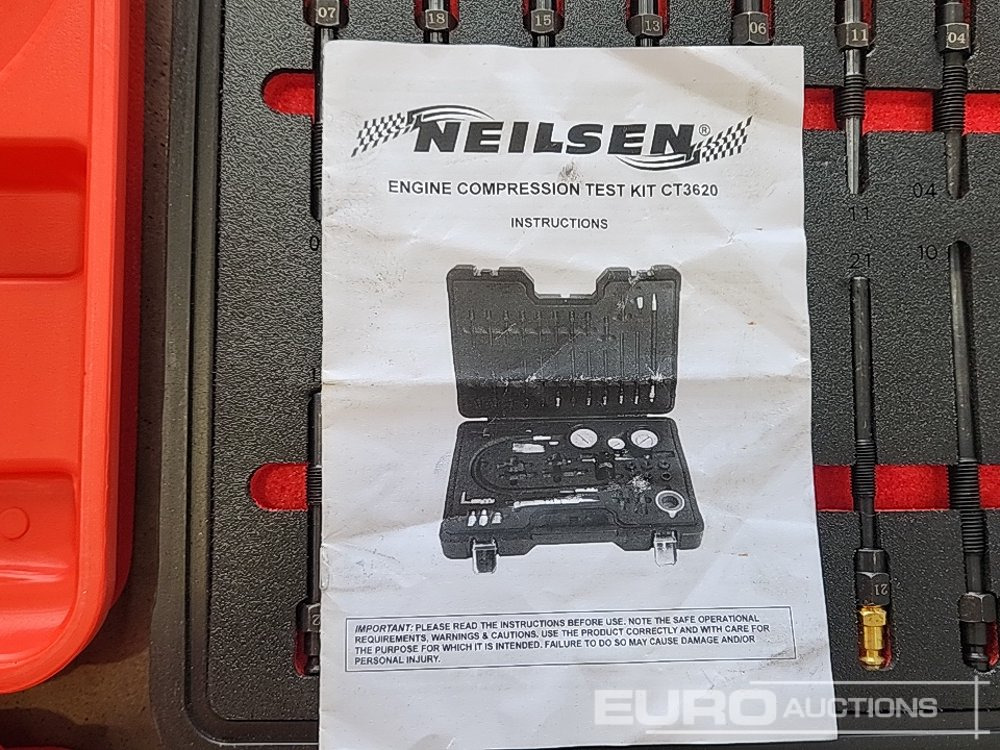 07
18
15
13
06
11
04
NEILSEN®
ENGINE COMPRESSION TEST KIT CT3620
INSTRUCTIONS
04
11
21
10
IMPORTANT: PLEASE READ THE INSTRUCTIONS BEFORE USE. NOTE THE SAFE OPERATIONAL
REQUIREMENTS, WARNINGS & CAUTIONS. USE THE PRODUCT CORRECTLY AND WITH CARE FOR
THE PURPOSE FOR WHICH IT IS INTENDED. FAILURE TO DO SO MAY CAUSE DAMAGE AND/OR
PERSONAL INJURY.
21
EURO AUCTIONS
www.euroauctions.com